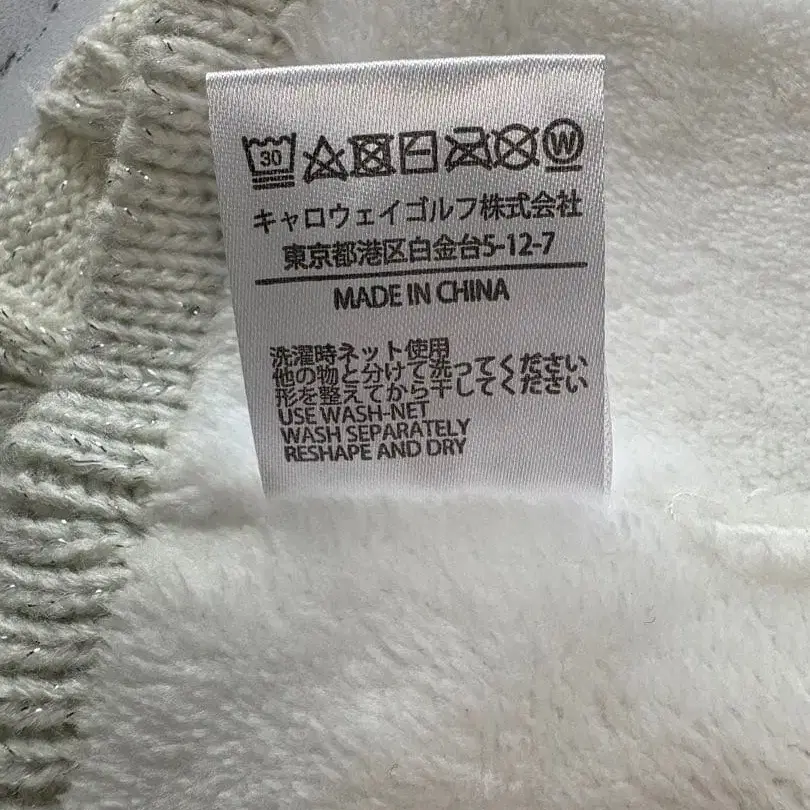 30 W
キャロウェイゴルフ株式会社
東京都港区白金台5-12-7
MADE IN CHINA
洗濯時ネット使用
他の物と分けて洗ってください
形を整えてから干してください
USE WASH-NET
WASH SEPARATELY
RESHAPE AND DRY